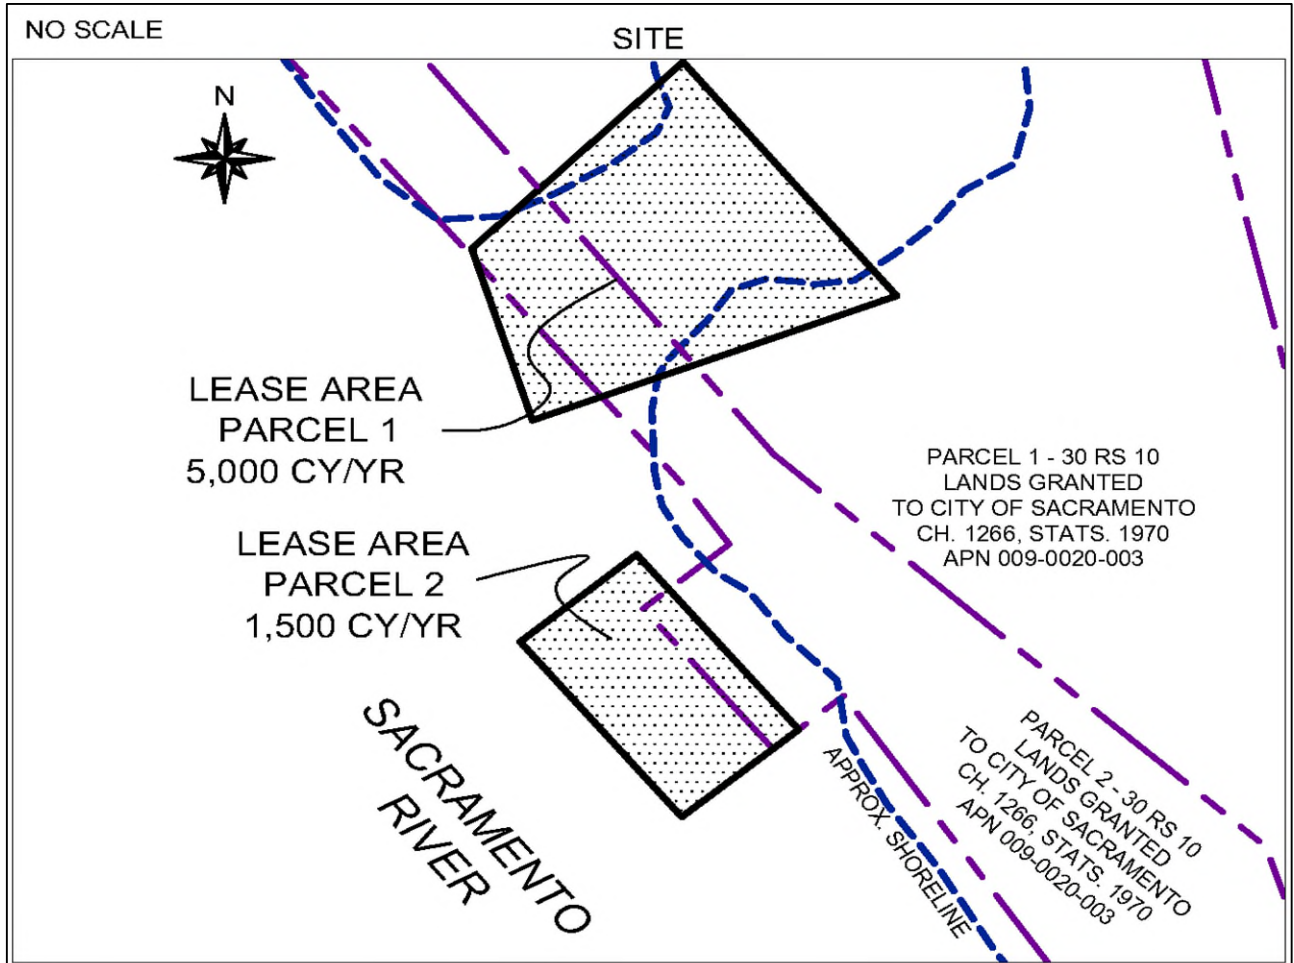 NO SCALE
SITE
N
LEASE AREA
PARCEL 1
5,000 CY/YR
PARCEL 1 - 30 RS 10
LANDS GRANTED
TO CITY OF SACRAMENTO
CH. 1266, STATS. 1970
APN 009-0020-003
LEASE AREA
PARCEL 2
1,500 CY/YR
SACRAMENTO
RIVER
APPROX. SHORELINE
PARCEL 2 - 30 RS 10
LANDS GRANTED
TO CITY OF SACRAMENTO
CH. 1266, STATS. 1970
APN 009-0020-003